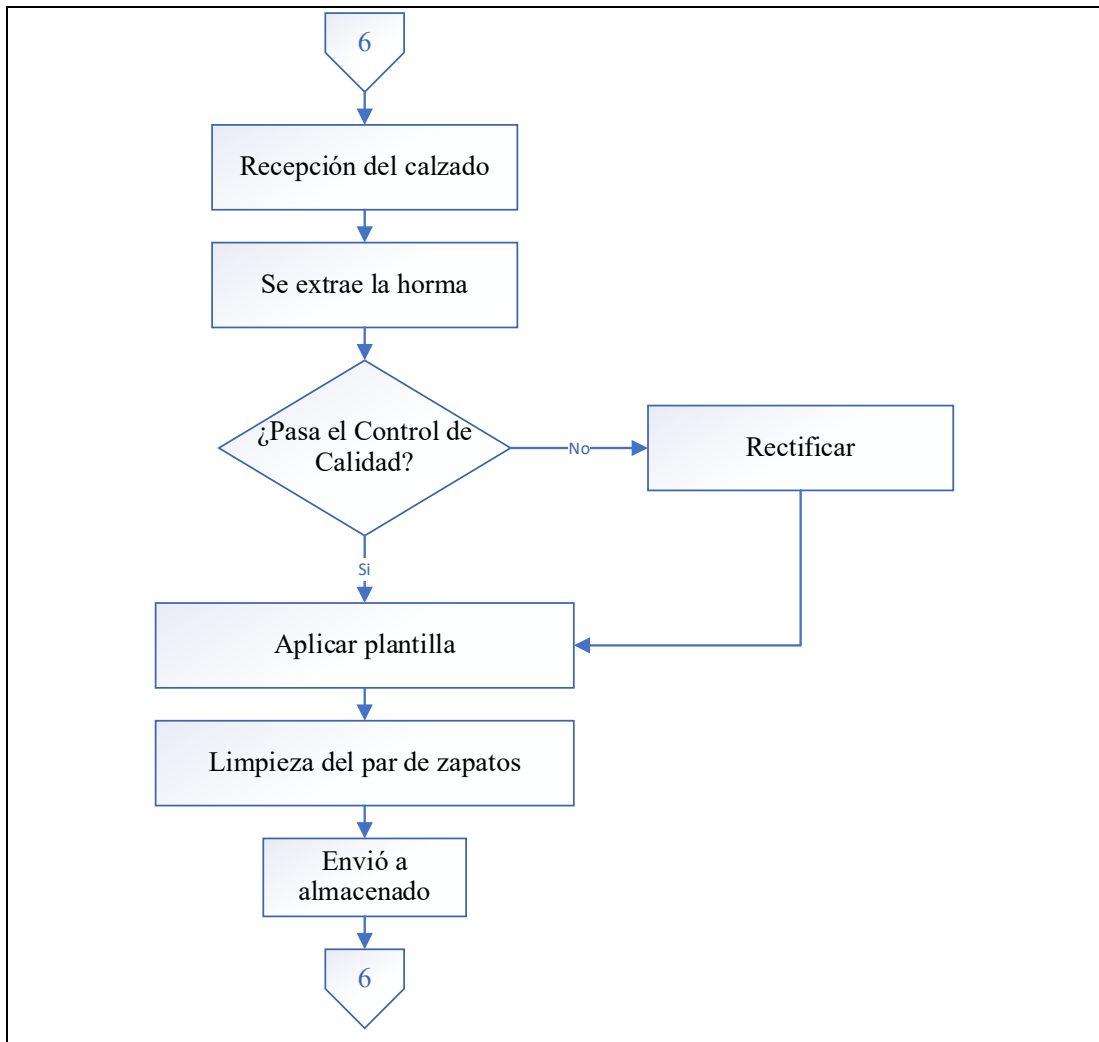 6
Recepción del calzado
Se extrae la horma
¿Pasa el Control de
Calidad?
No
Rectificar
Si
Aplicar plantilla
Limpieza del par de zapatos
Envió a
almacenado
6